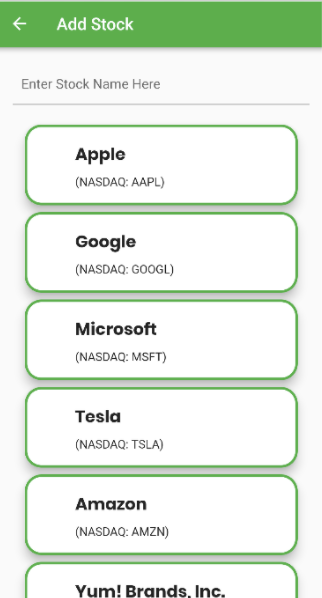 Add Stock
Enter Stock Name Here
Apple
(NASDAQ: AAPL)
Google
(NASDAQ: GOOGL)
Microsoft
(NASDAQ: MSFT)
Tesla
(NASDAQ: TSLA)
Amazon
(NASDAQ: AMZN)
Yum! Brands, Inc.